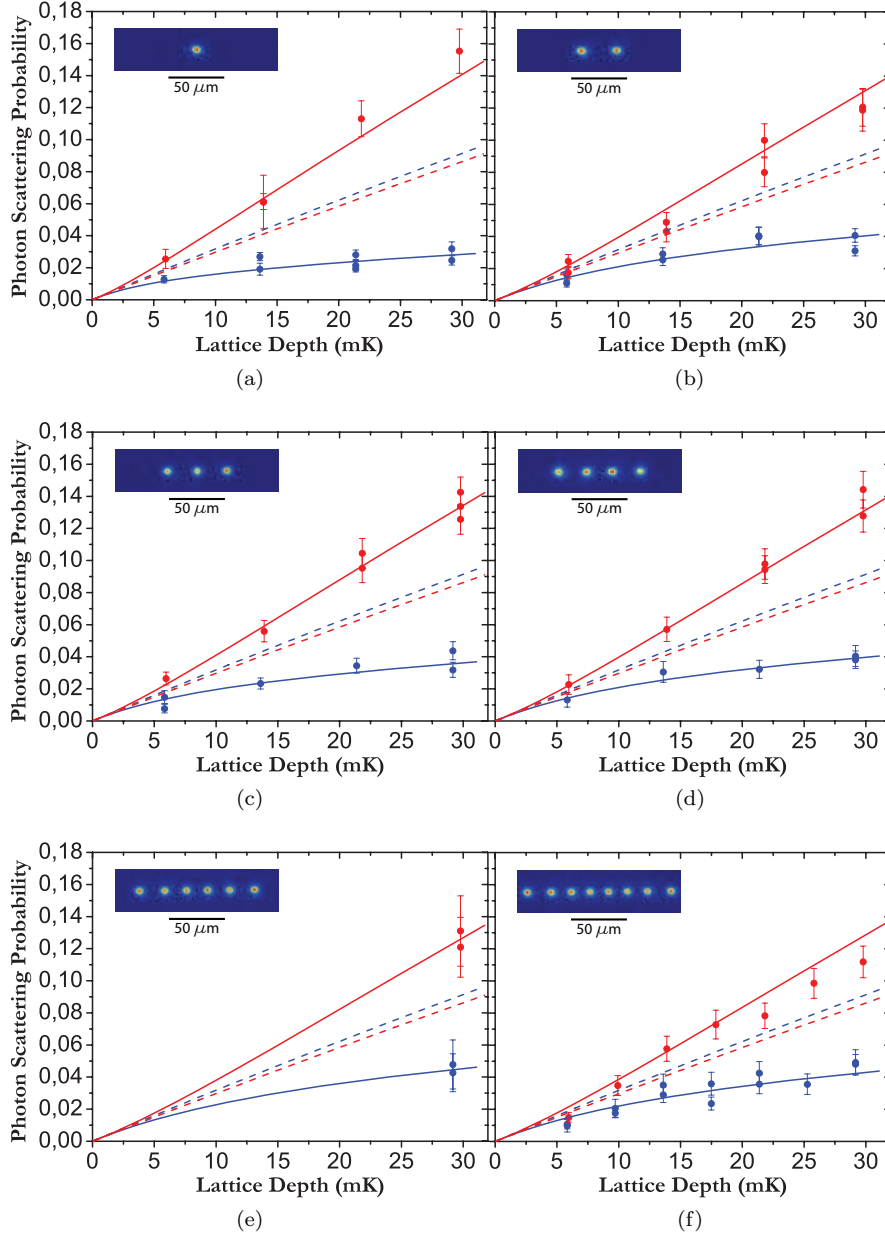 0,18
0,16
0,14
0,12
0,10
0,08
0,06
0,04
0,02
0,00
Photon Scattering Probability
50 μm
0 5 10 15 20 25 30
Lattice Depth (mK)
(a)
50 μm
0 5 10 15 20 25 30
Lattice Depth (mK)
(b)
0,18
0,16
0,14
0,12
0,10
0,08
0,06
0,04
0,02
0,00
Photon Scattering Probability
50 μm
0 5 10 15 20 25 30
Lattice Depth (mK)
(c)
50 μm
0 5 10 15 20 25 30
Lattice Depth (mK)
(d)
0,18
0,16
0,14
0,12
0,10
0,08
0,06
0,04
0,02
0,00
Photon Scattering Probability
50 μm
0 5 10 15 20 25 30
Lattice Depth (mK)
(e)
50 μm
0 5 10 15 20 25 30
Lattice Depth (mK)
(f)